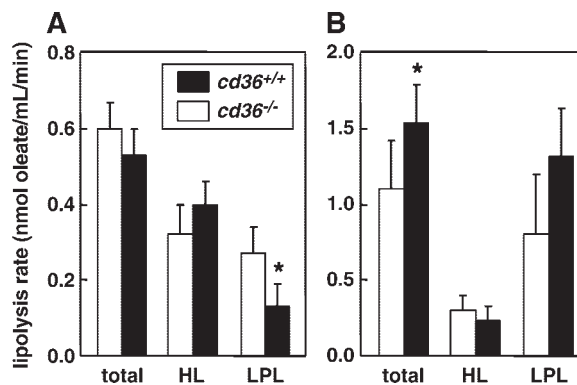 A
B
lipolysis rate (nmol oleate/mL/min)
0.8
0.6
0.4
0.2
0.0
cd36+/+
cd36-/-
*
total
HL
LPL
2.0
1.5
1.0
0.5
0.0
*
total
HL
LPL